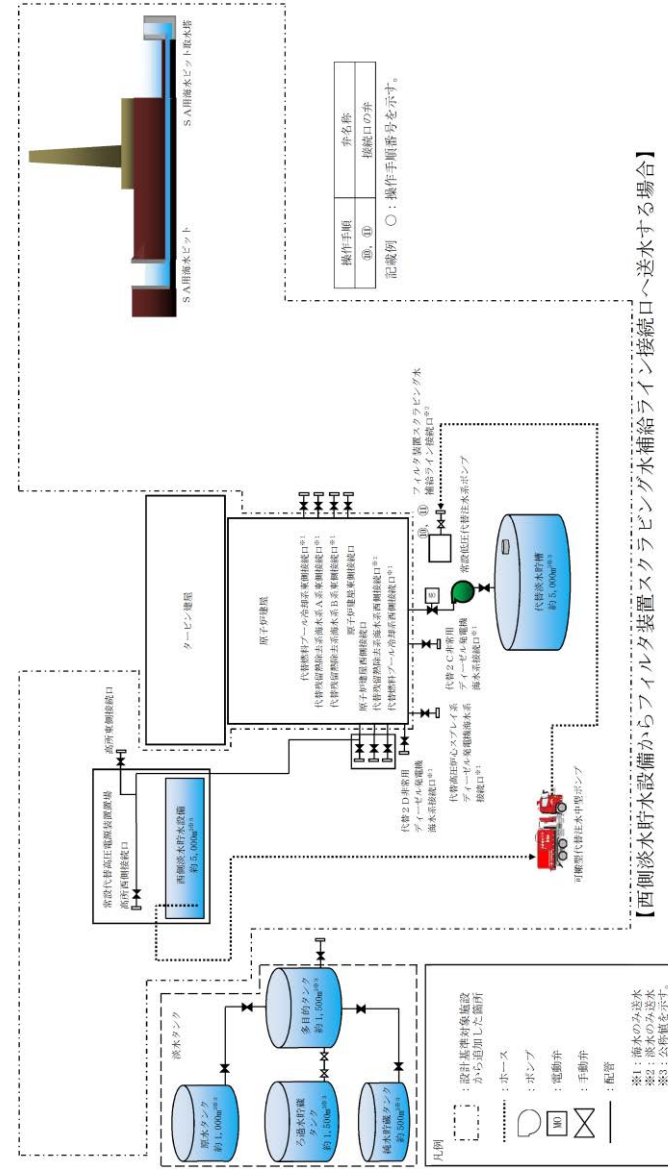 SA用海水ピット取水塔
SA用海水ピット
操作手順
弁名称
⑩,⑪
接続口の弁
記載例 ○:操作手順番号を示す。
タービン建屋
原子炉建屋
代替燃料プール冷却系東側接続口※1
代替残留熱除去系海水系A系東側接続口※1
代替残留熱除去系海水系B系東側接続口※1
原子炉建屋東側接続口
原子炉建屋西側接続口
代替残留熱除去系海水系西側接続口※1
代替燃料プール冷却系西側接続口※1
⑩,⑪
フィルタ装置スクラビング水
補給ライン接続口※2
常設低圧代替注水系ポンプ
MO
代替淡水貯槽
約5,000m³※3
代替2C非常用
ディーゼル発電機
海水系接続口※1
代替高圧炉心スプレイ系
ディーゼル発電機海水系
接続口※1
代替2D非常用
ディーゼル発電機
海水系接続口※1
可搬型代替注水中型ポンプ
高所東側接続口
常設代替高圧電源装置置場
高所西側接続口
西側淡水貯水設備
約5,000m³※3
淡水タンク
原水タンク
約1,000m³※3
ろ過水貯蔵
タンク
約1,500m³※3
純水貯蔵タンク
約500m³※3
多目的タンク
約1,500m³※3
凡例
:設計基準対象施設
から追加した箇所
:ホース
:ポンプ
MO
:電動弁
:手動弁
:配管
※1:海水のみ送水
※2:淡水のみ送水
※3:公称値を示す。
【西側淡水貯水設備からフィルタ装置スクラビング水補給ライン接続口へ送水する場合】